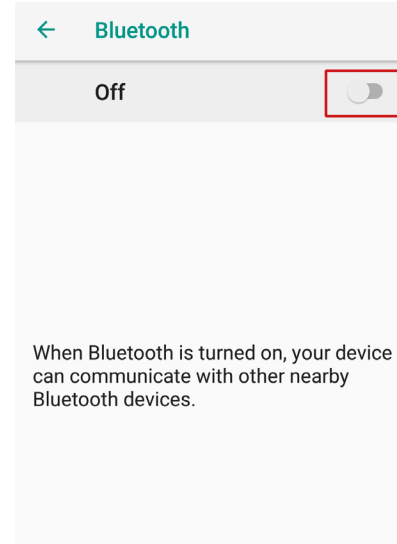 Bluetooth
Off
When Bluetooth is turned on, your device
can communicate with other nearby
Bluetooth devices.